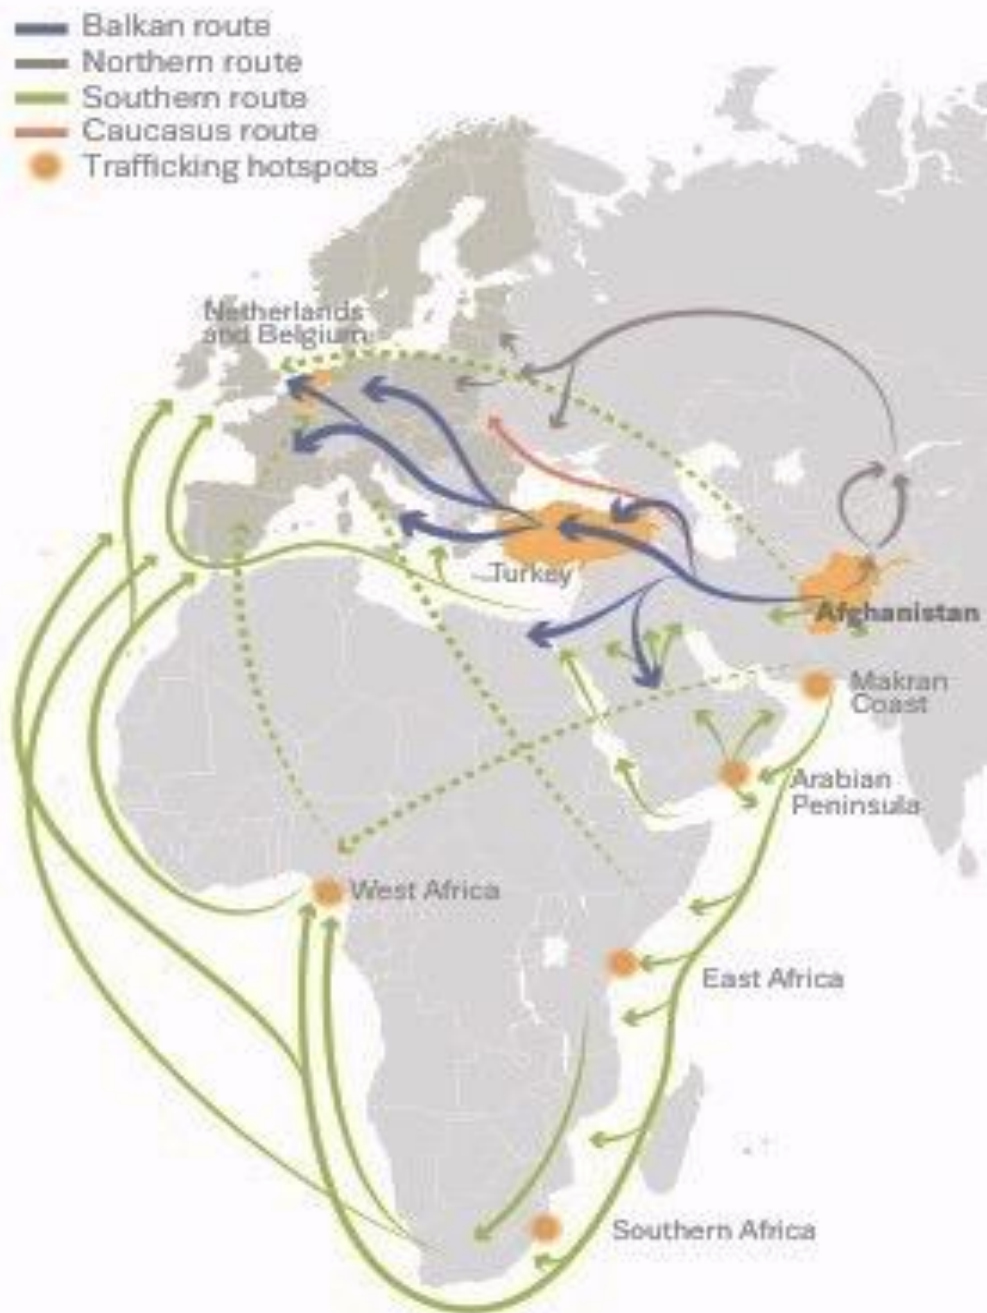 Balkan route
Northern route
Southern route
Caucasus route
Trafficking hotspots
Netherlands
and Belgium
Turkey
Afghanistan
Makran
Coast
Arabian
Peninsula
West Africa
East Africa
Southern Africa